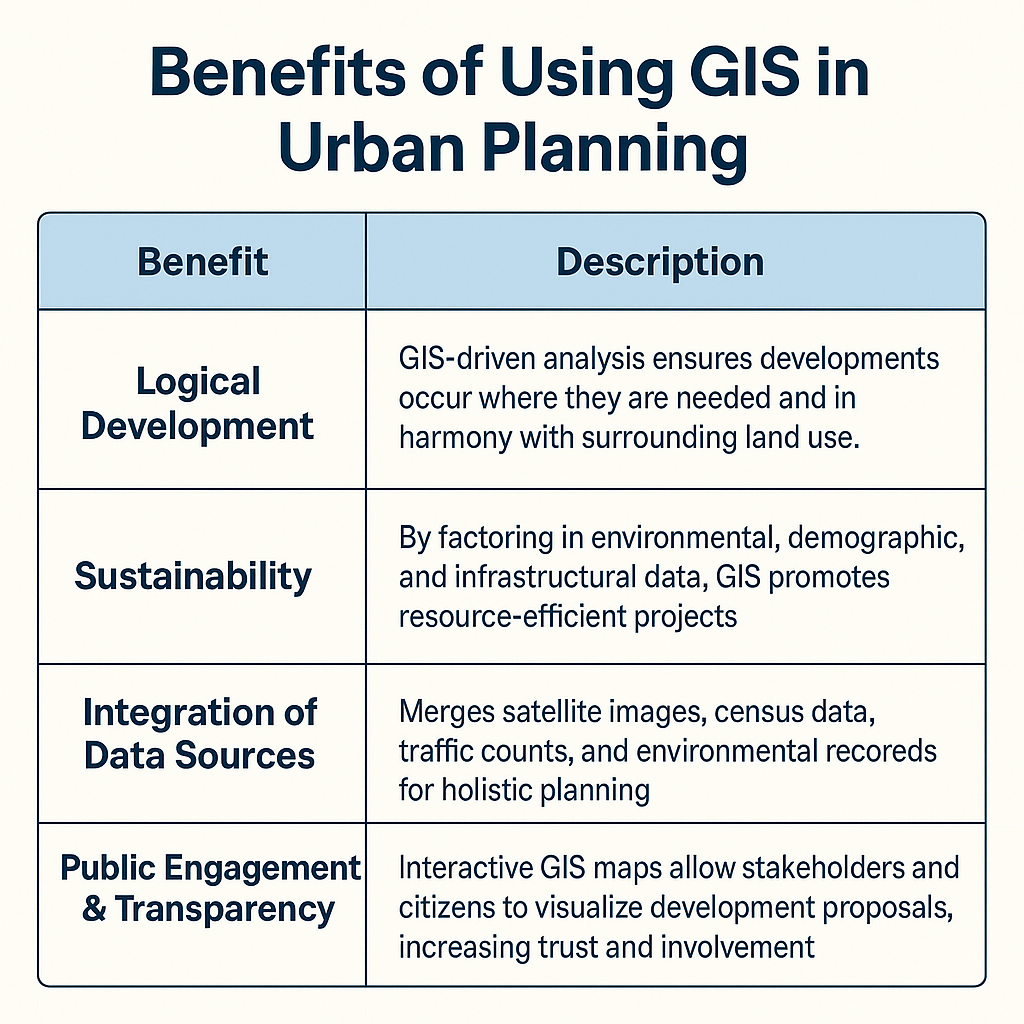 Benefits of Using GIS in
Urban Planning
Benefit
Description
Logical
Development
GIS-driven analysis ensures developments
occur where they are needed and in
harmony with surrounding land use.
Sustainability
By factoring in environmental, demographic,
and infrastructural data, GIS promotes
resource-efficient projects
Integration of
Data Sources
Merges satellite images, census data,
traffic counts, and environmental recoreds
for holistic planning
Public Engagement
& Transparency
Interactive GIS maps allow stakeholders and
citizens to visualize development proposals,
increasing trust and involvement